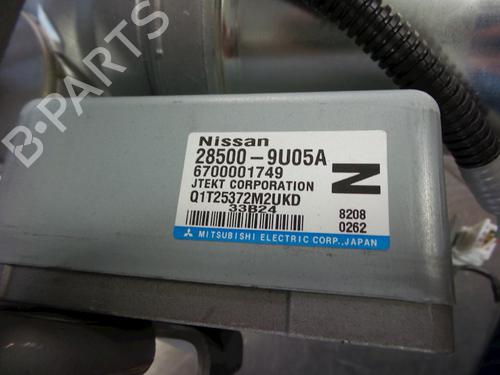 B-PARTS
Nissan
28500-9U05A
6700001749
JTEKT CORPORATION
Q1T25372M2UKD
33B24
N
8208
0262
MITSUBISHI ELECTRIC CORP., JAPAN